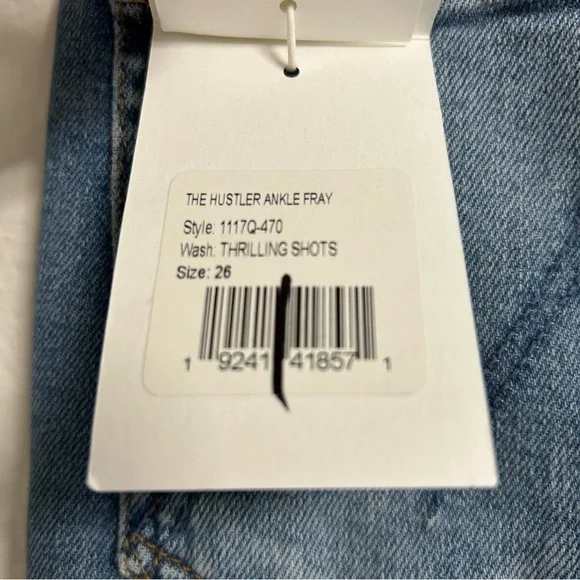 THE HUSTLER ANKLE FRAY
Style: 1117Q-470
Wash: THRILLING SHOTS
Size: 26
1 9241 41857 1